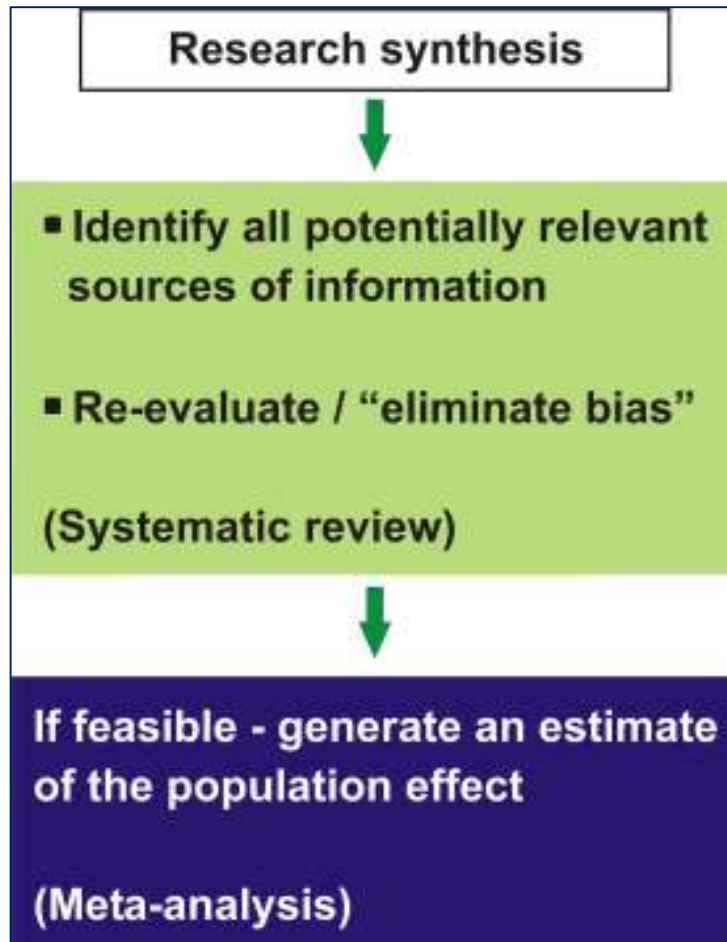 Research synthesis
▪ Identify all potentially relevant
sources of information
▪ Re-evaluate / “eliminate bias”
(Systematic review)
If feasible - generate an estimate
of the population effect
(Meta-analysis)